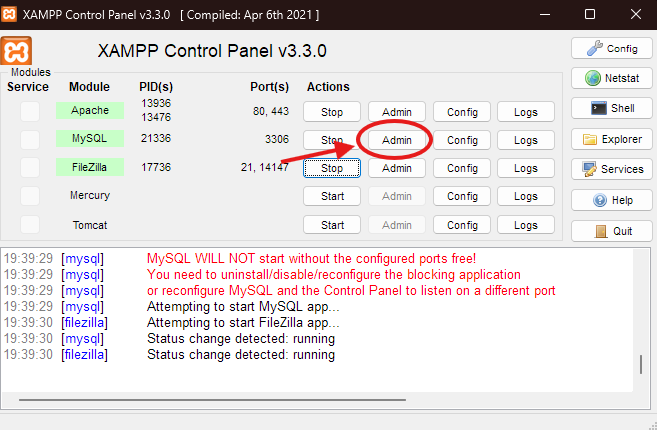 XAMPP Control Panel v3.3.0   [ Compiled: Apr 6th 2021 ]
XAMPP Control Panel v3.3.0
Config
Modules
Service Module PID(s) Port(s) Actions
Netstat
Apache 13936 13476 80, 443 Stop Admin Config Logs
Shell
MySQL 21336 3306 Stop Admin Config Logs
Explorer
FileZilla 17736 21, 14147 Stop Admin Config Logs
Services
Mercury Start Admin Config Logs
Help
Tomcat Start Admin Config Logs
Quit
19:39:29 [mysql] MySQL WILL NOT start without the configured ports free!
19:39:29 [mysql] You need to uninstall/disable/reconfigure the blocking application
19:39:29 [mysql] or reconfigure MySQL and the Control Panel to listen on a different port
19:39:29 [mysql] Attempting to start MySQL app...
19:39:30 [filezilla] Attempting to start FileZilla app...
19:39:30 [mysql] Status change detected: running
19:39:30 [filezilla] Status change detected: running